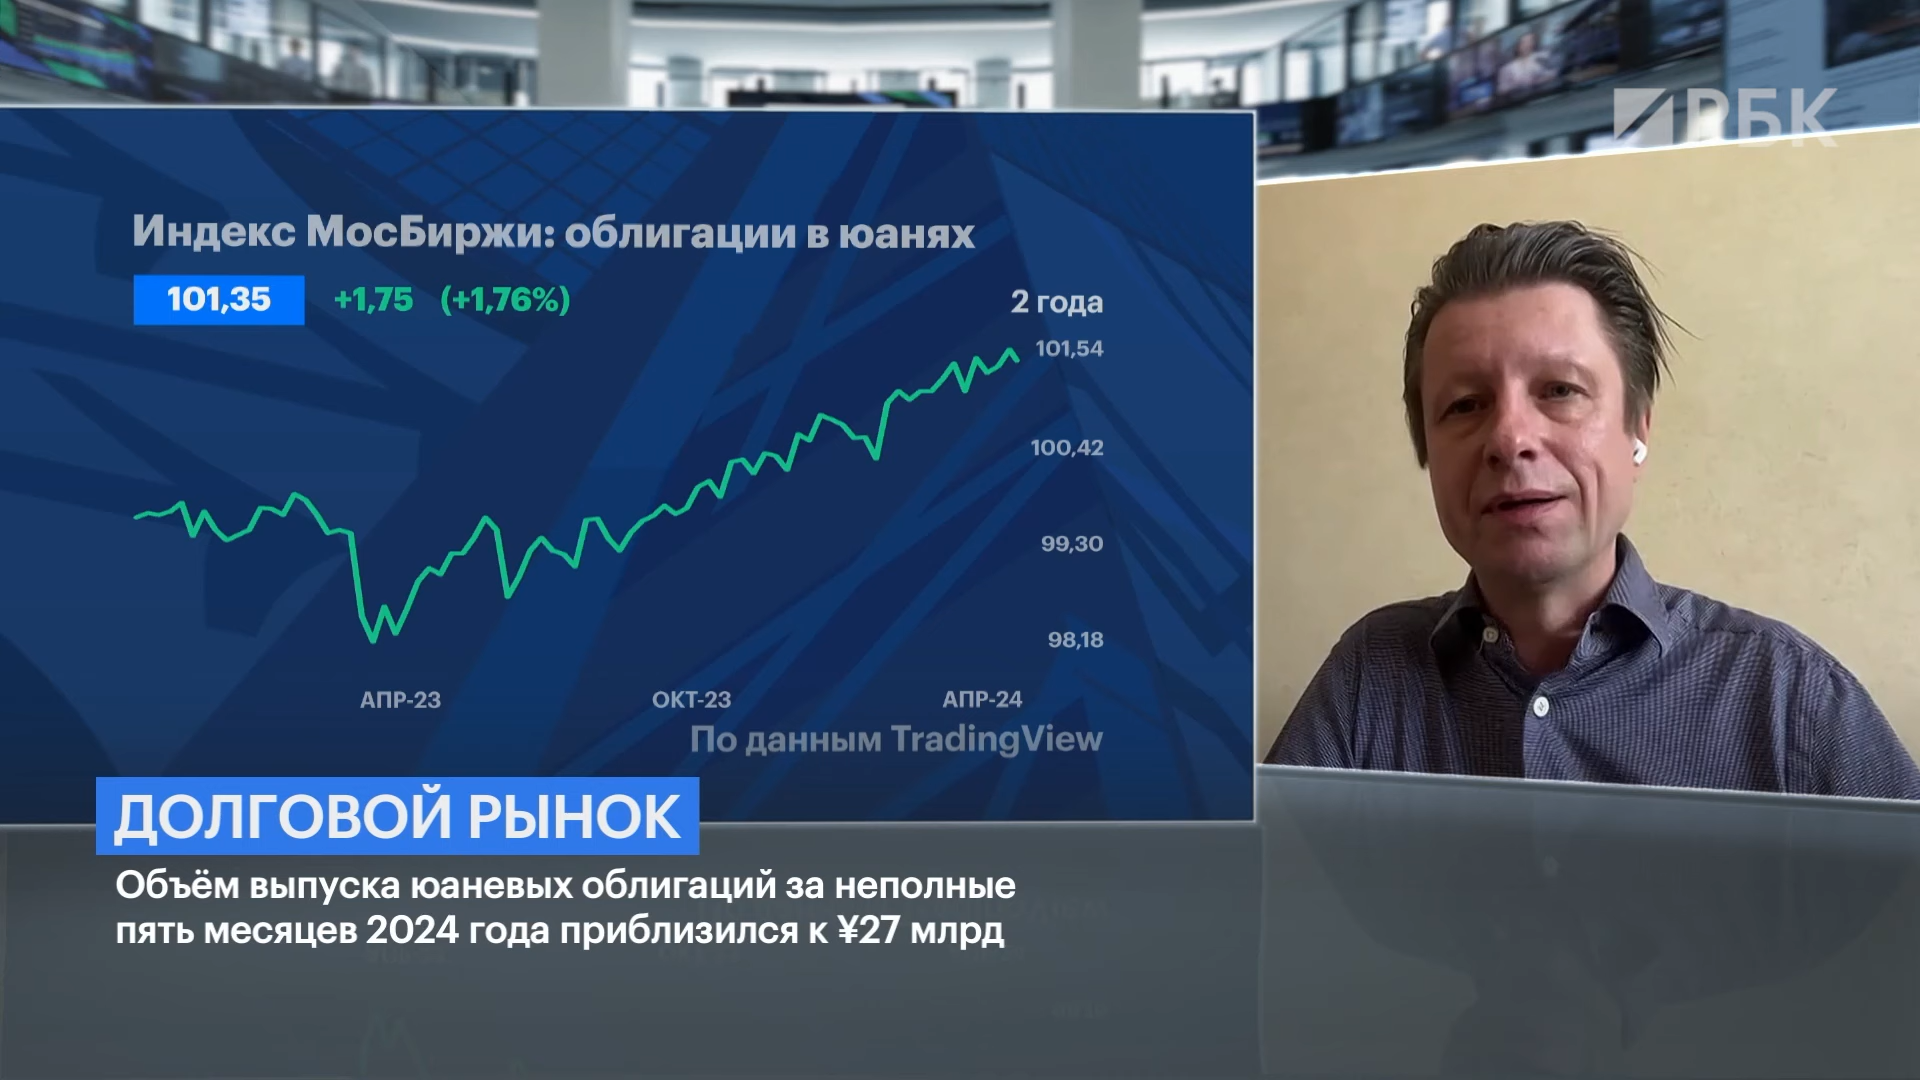 РБК
Индекс МосБиржи: облигации в юанях
101,35 +1,75 (+1,76%)
2 года
101,54
100,42
99,30
98,18
АПР-23 ОКТ-23 АПР-24
По данным TradingView
ДОЛГОВОЙ РЫНОК
Объём выпуска юаневых облигаций за неполные
пять месяцев 2024 года приблизился к ¥27 млрд